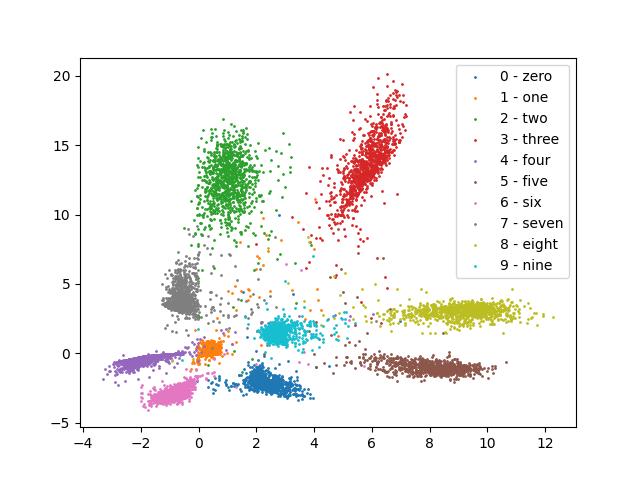 20
15
10
5
0
−5
−4
−2
0
2
4
6
8
10
12
0 - zero
1 - one
2 - two
3 - three
4 - four
5 - five
6 - six
7 - seven
8 - eight
9 - nine